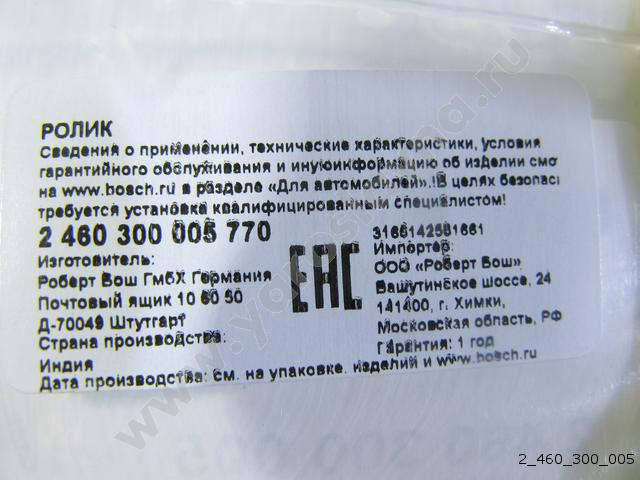 РОЛИК
Сведения о применении, технические характеристики, условия
гарантийного обслуживания и инуюинформацию об изделии смо
на www.bosch.ru в разделе «Для автомобилей».!В целях безопас
требуется установка квалифицированным специалистом!
2 460 300 005 770
3165142581661
Изготовитель:
Роберт Бош ГмбХ Германия
Почтовый ящик 10 60 50
Д-70049 Штутгарт
Страна производства:
Индия
Дата производства: см. на упаковке, изделии и www.bosch.ru
EAC
Импортер:
ООО «Роберт Бош»
Вашутинское шоссе, 24
141400, г. Химки,
Московская область, РФ
Гарантия: 1 год
2_460_300_005